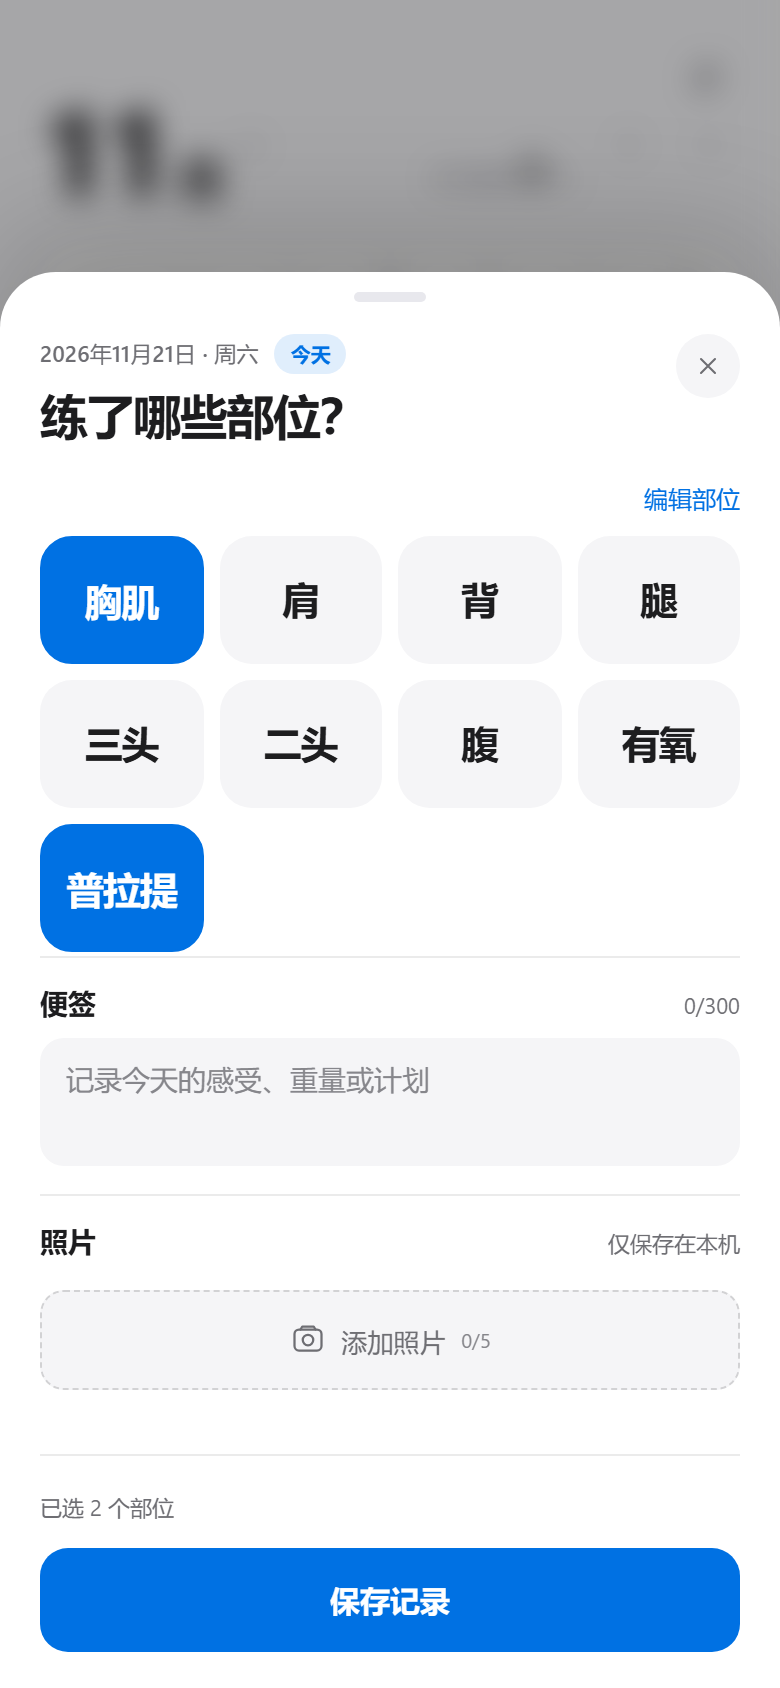 11
2026年11月21日 · 周六 今天
练了哪些部位?
编辑部位
胸肌 肩 背 腿
三头 二头 腹 有氧
普拉提
便签 0/300
记录今天的感受、重量或计划
照片 仅保存在本机
添加照片 0/5
已选 2 个部位
保存记录